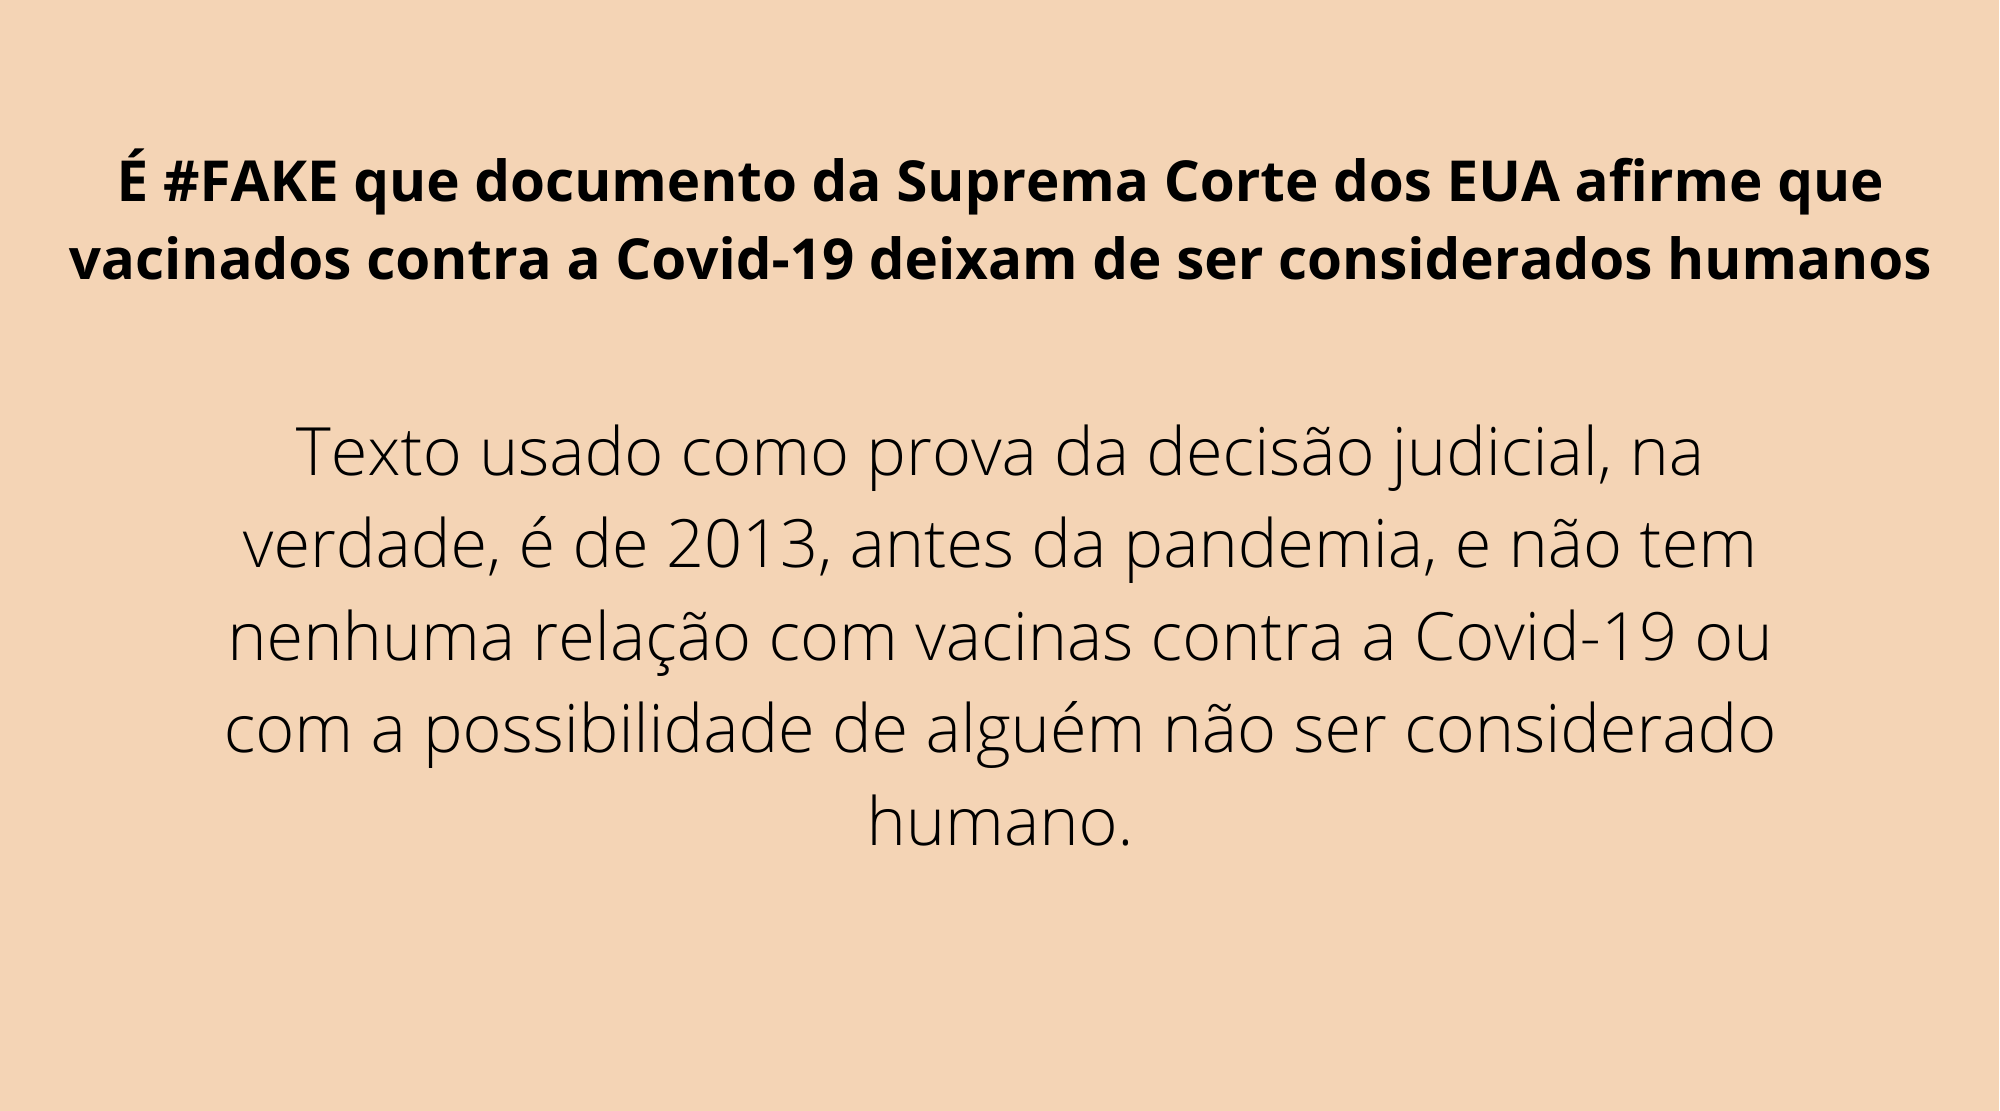 É #FAKE que documento da Suprema Corte dos EUA afirme que
vacinados contra a Covid-19 deixam de ser considerados humanos
Texto usado como prova da decisão judicial, na
verdade, é de 2013, antes da pandemia, e não tem
nenhuma relação com vacinas contra a Covid-19 ou
com a possibilidade de alguém não ser considerado
humano.